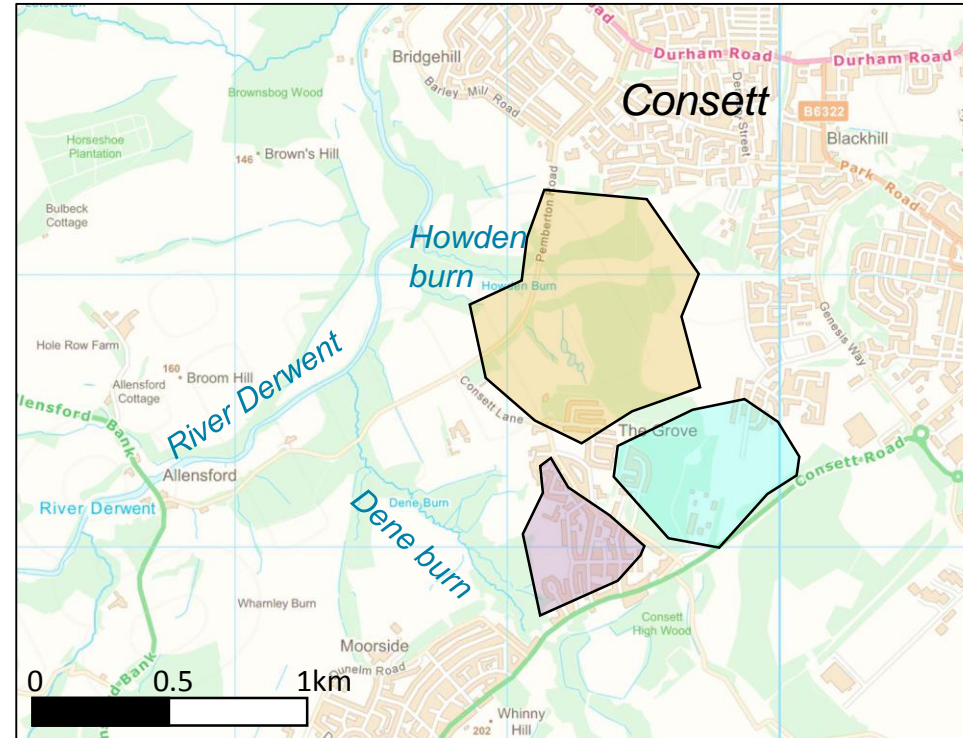 Bridgehill
Durham Road
Durham Road
Barley Mill Road
Brownsbog Wood
Consett
B6322
Blackhill
Horseshoe
Plantation
146
Brown's Hill
Park Road
Bulbeck
Cottage
Pemberton Road
Howden
burn
Howden Burn
Genesis Way
Hole Row Farm
160
Broom Hill
River Derwent
Allensford
Cottage
Consett Lane
The Grove
Consett Road
Allensford
River Derwent
Dene Burn
Dene burn
Wharnley Burn
Consett
High Wood
Moorside
0 0.5 1km
Whinny
Hill
202